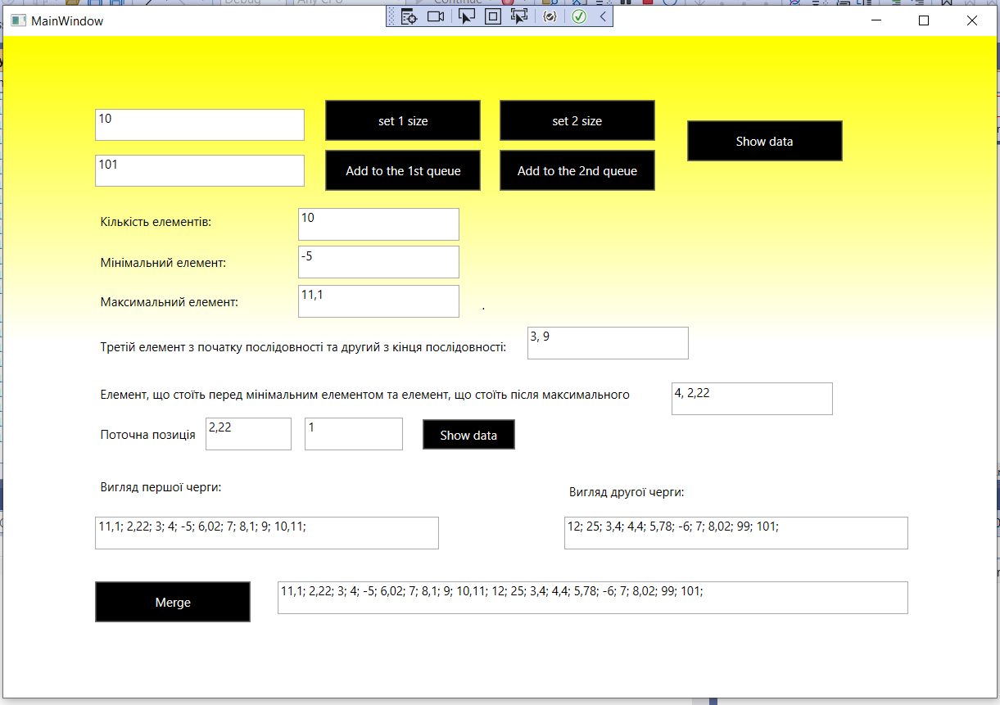 Continue
MainWindow
10
set 1 size
set 2 size
Show data
101
Add to the 1st queue
Add to the 2nd queue
Кількість елементів:
10
Мінімальний елемент:
-5
Максимальний елемент:
11,1
.
Третій елемент з початку послідовності та другий з кінця послідовності:
3, 9
Елемент, що стоїть перед мінімальним елементом та елемент, що стоїть після максимального
4, 2,22
Поточна позиція
2,22
1
Show data
Вигляд першої черги:
Вигляд другої черги:
11,1; 2,22; 3; 4; -5; 6,02; 7; 8,1; 9; 10,11;
12; 25; 3,4; 4,4; 5,78; -6; 7; 8,02; 99; 101;
Merge
11,1; 2,22; 3; 4; -5; 6,02; 7; 8,1; 9; 10,11; 12; 25; 3,4; 4,4; 5,78; -6; 7; 8,02; 99; 101;